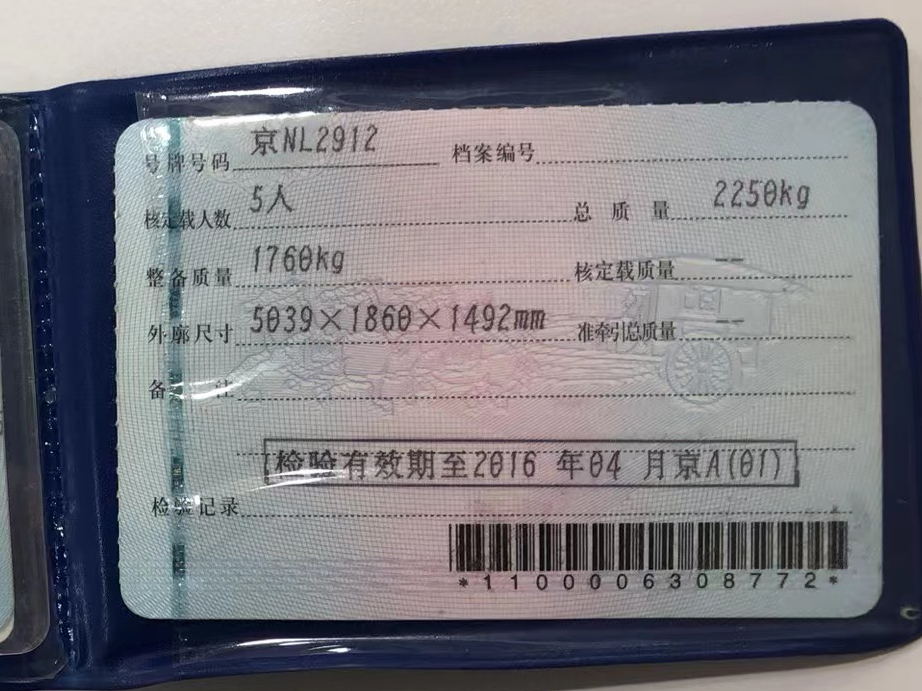 号牌号码 京NL2912 档案编号
核定载人数 5人 总质量 2250kg
整备质量 1760kg 核定载质量 --
外廓尺寸 5039×1860×1492mm 准牵引总质量 --
备注
检验有效期至2016 年04 月京A(01)
检验记录
*1100006308772*